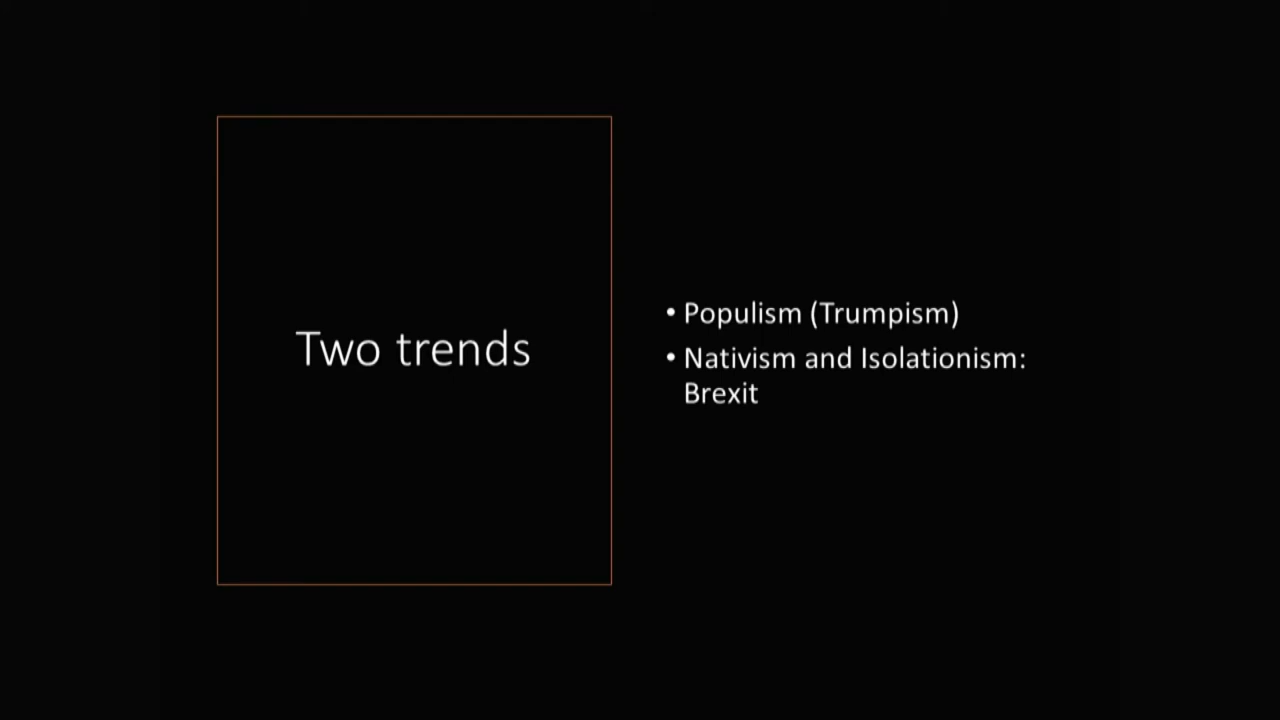 Two trends
• Populism (Trumpism)
• Nativism and Isolationism:
Brexit